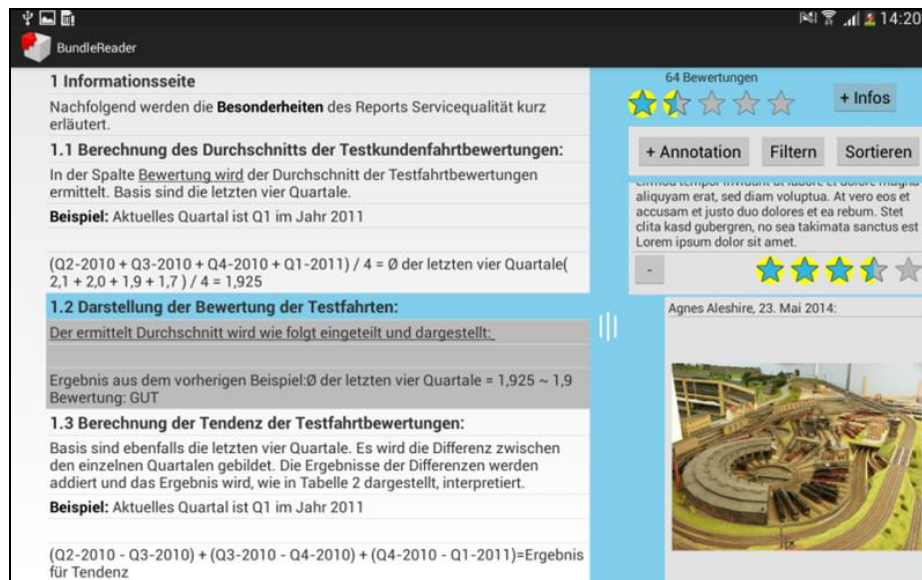 14:20
BundleReader
1 Informationsseite
Nachfolgend werden die Besonderheiten des Reports Servicequalität kurz
erläutert.
1.1 Berechnung des Durchschnitts der Testkundenfahrtbewertungen:
In der Spalte Bewertung wird der Durchschnitt der Testfahrtbewertungen
ermittelt. Basis sind die letzten vier Quartale.
Beispiel: Aktuelles Quartal ist Q1 im Jahr 2011
(Q2-2010 + Q3-2010 + Q4-2010 + Q1-2011) / 4 = Ø der letzten vier Quartale(
2,1 + 2,0 + 1,9 + 1,7 ) / 4 = 1,925
1.2 Darstellung der Bewertung der Testfahrten:
Der ermittelt Durchschnitt wird wie folgt eingeteilt und dargestellt:
Ergebnis aus dem vorherigen Beispiel:Ø der letzten vier Quartale = 1,925 ~ 1,9
Bewertung: GUT
1.3 Berechnung der Tendenz der Testfahrtbewertungen:
Basis sind ebenfalls die letzten vier Quartale. Es wird die Differenz zwischen
den einzelnen Quartalen gebildet. Die Ergebnisse der Differenzen werden
addiert und das Ergebnis wird, wie in Tabelle 2 dargestellt, interpretiert.
Beispiel: Aktuelles Quartal ist Q1 im Jahr 2011
(Q2-2010 - Q3-2010) + (Q3-2010 - Q4-2010) + (Q4-2010 - Q1-2011)=Ergebnis
für Tendenz
64 Bewertungen
+ Infos
+ Annotation Filtern Sortieren
eirmod tempor invidunt ut labore et dolore magna
aliquyam erat, sed diam voluptua. At vero eos et
accusam et justo duo dolores et ea rebum. Stet
clita kasd gubergren, no sea takimata sanctus est
Lorem ipsum dolor sit amet.
-
Agnes Aleshire, 23. Mai 2014: